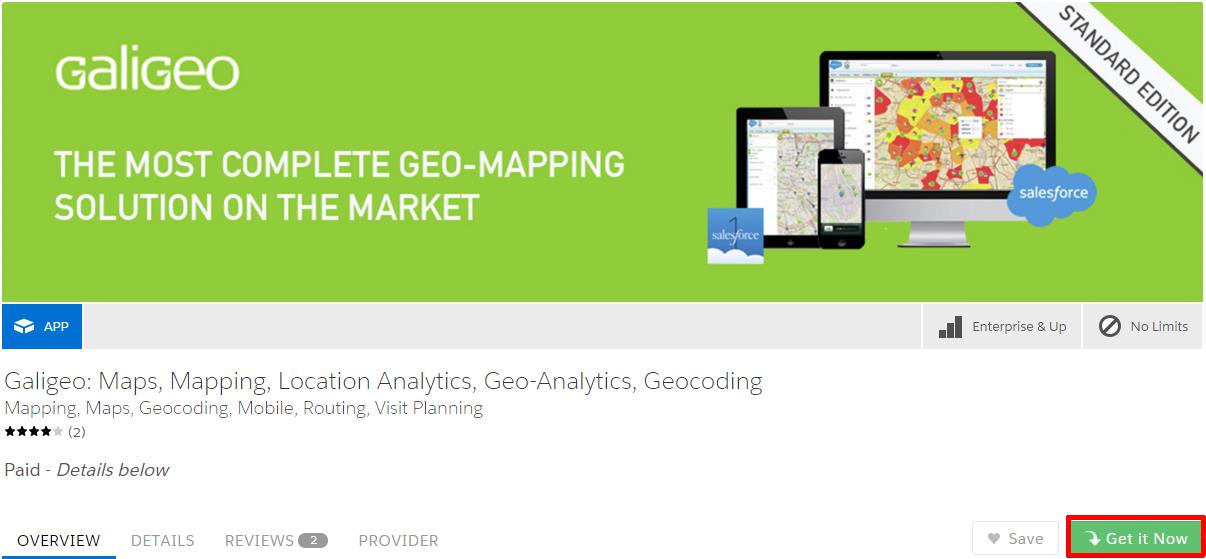 Galigeo
STANDARD EDITION
THE MOST COMPLETE GEO-MAPPING
SOLUTION ON THE MARKET
salesforce
1
salesforce
APP
Enterprise & Up
No Limits
Galigeo: Maps, Mapping, Location Analytics, Geo-Analytics, Geocoding
Mapping, Maps, Geocoding, Mobile, Routing, Visit Planning
(2)
Paid - Details below
OVERVIEW DETAILS REVIEWS 2 PROVIDER
Save
Get it Now